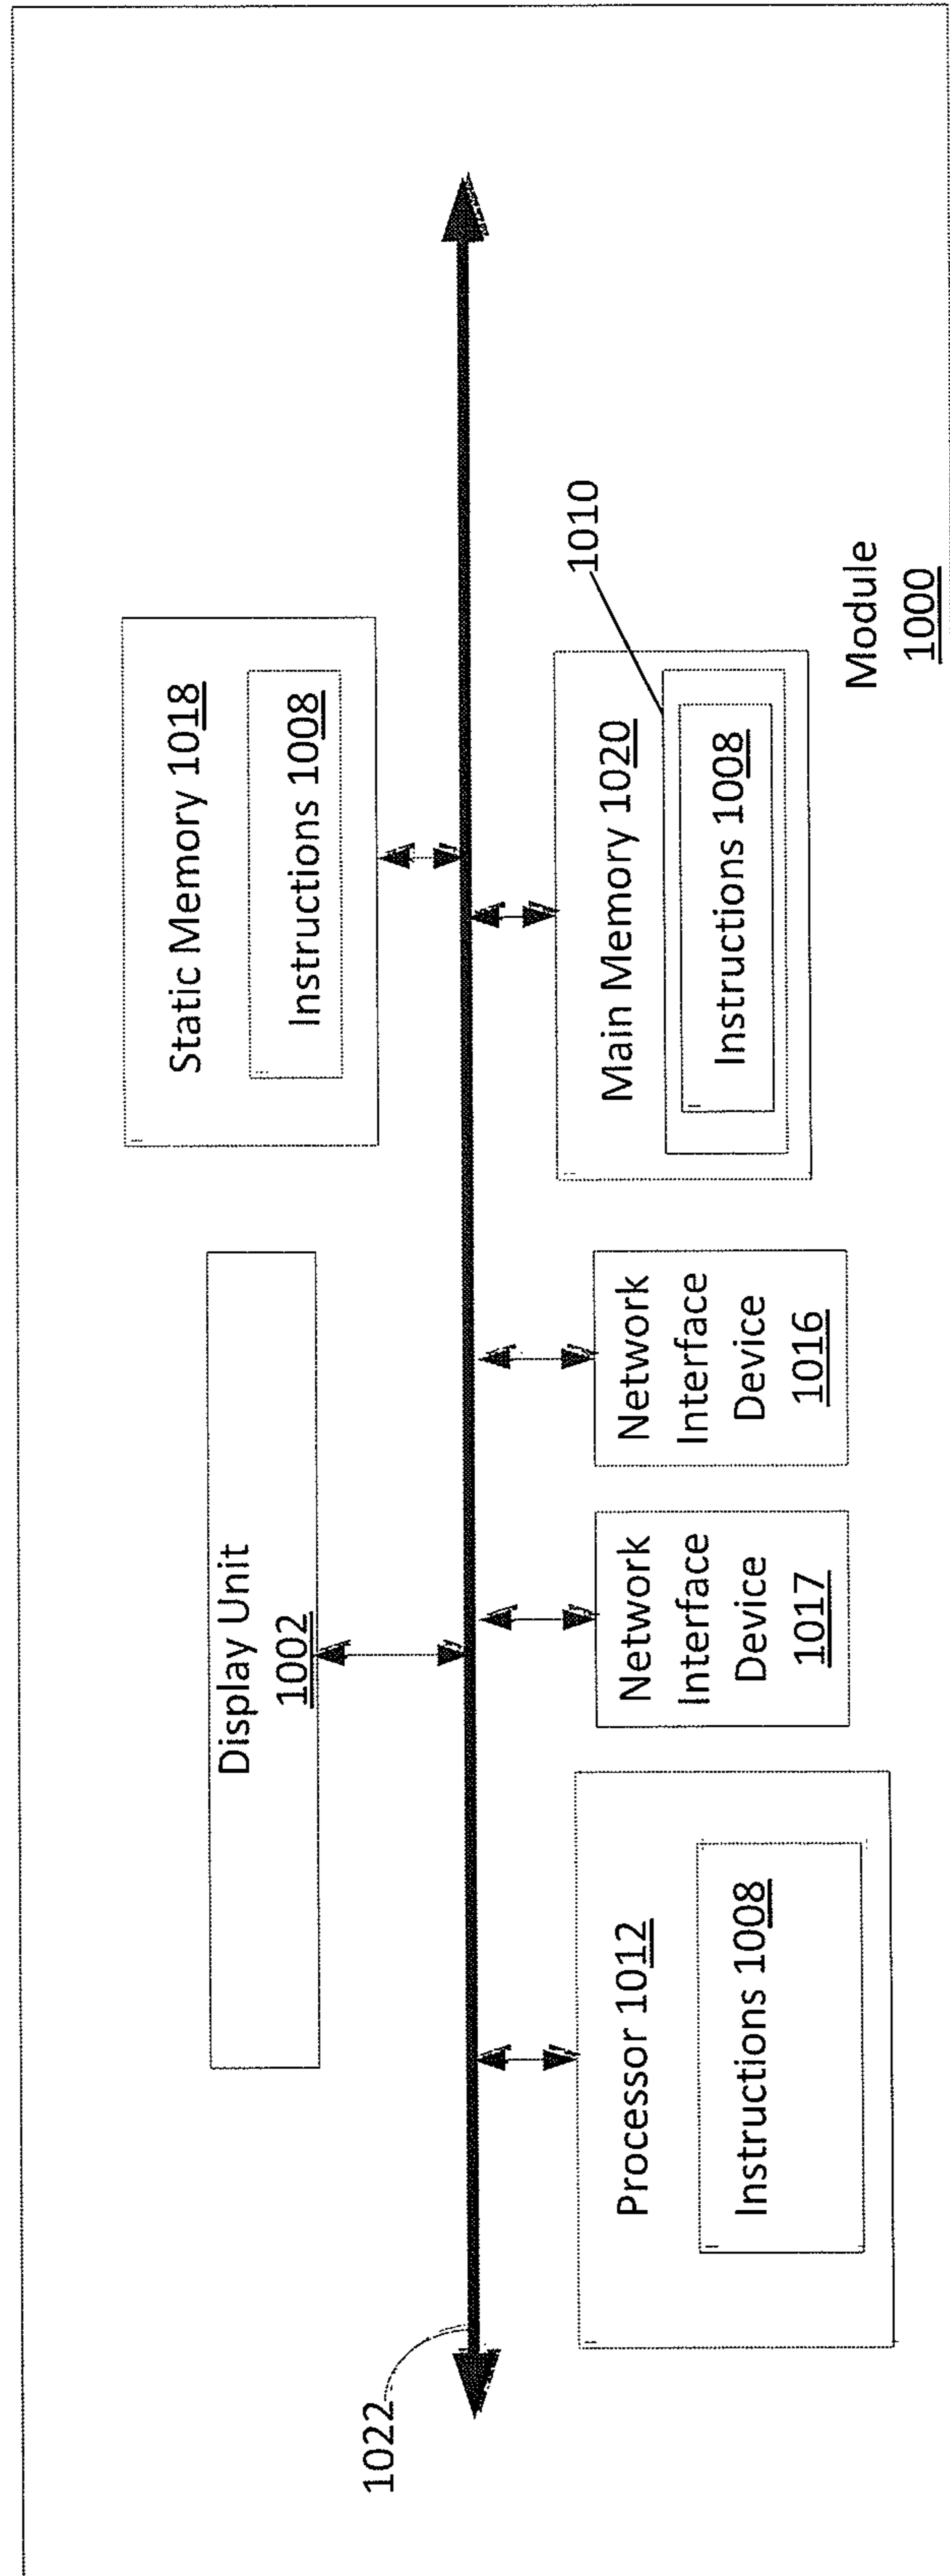 Display Unit
1002
Static Memory 1018
Instructions 1008
1022
Processor 1012
Instructions 1008
Network
Interface
Device
1017
Network
Interface
Device
1016
Main Memory 1020
Instructions 1008
1010
Module
1000